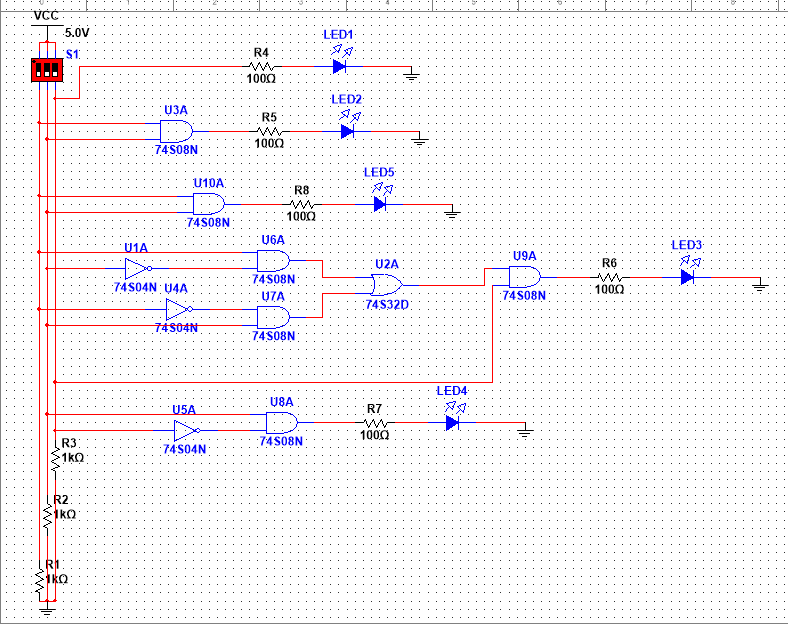 VCC
5.0V
S1
R4
100Ω
LED1
U3A
74S08N
R5
100Ω
LED2
U10A
74S08N
R8
100Ω
LED5
U1A
74S04N
U6A
74S08N
U4A
74S04N
U7A
74S08N
U2A
74S32D
U9A
74S08N
R6
100Ω
LED3
U5A
74S04N
U8A
74S08N
R7
100Ω
LED4
R3
1kΩ
R2
1kΩ
R1
1kΩ